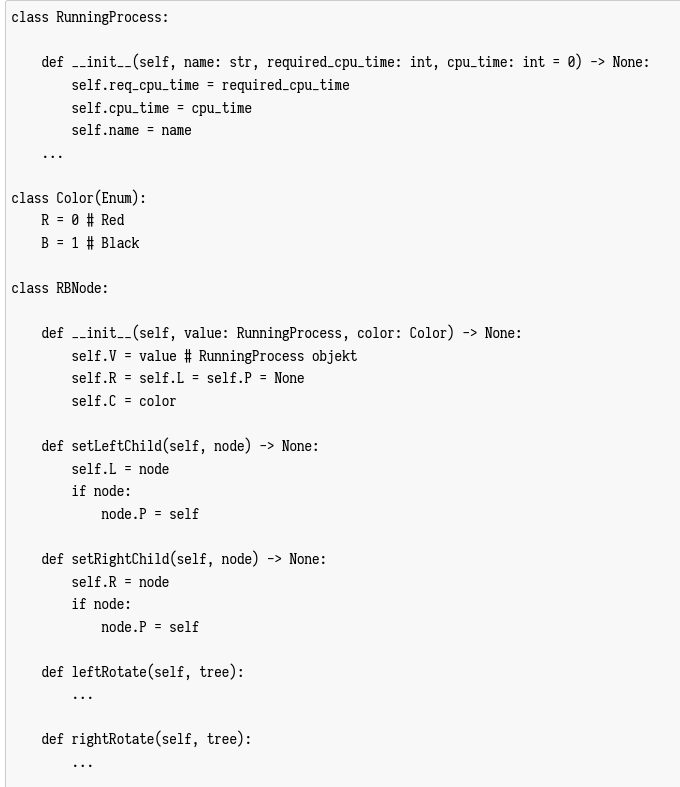 class RunningProcess:
def __init__(self, name: str, required_cpu_time: int, cpu_time: int = 0) -> None:
self.req_cpu_time = required_cpu_time
self.cpu_time = cpu_time
self.name = name
...
class Color(Enum):
R = 0 # Red
B = 1 # Black
class RBNode:
def __init__(self, value: RunningProcess, color: Color) -> None:
self.V = value # RunningProcess objekt
self.R = self.L = self.P = None
self.C = color
def setLeftChild(self, node) -> None:
self.L = node
if node:
node.P = self
def setRightChild(self, node) -> None:
self.R = node
if node:
node.P = self
def leftRotate(self, tree):
...
def rightRotate(self, tree):
...